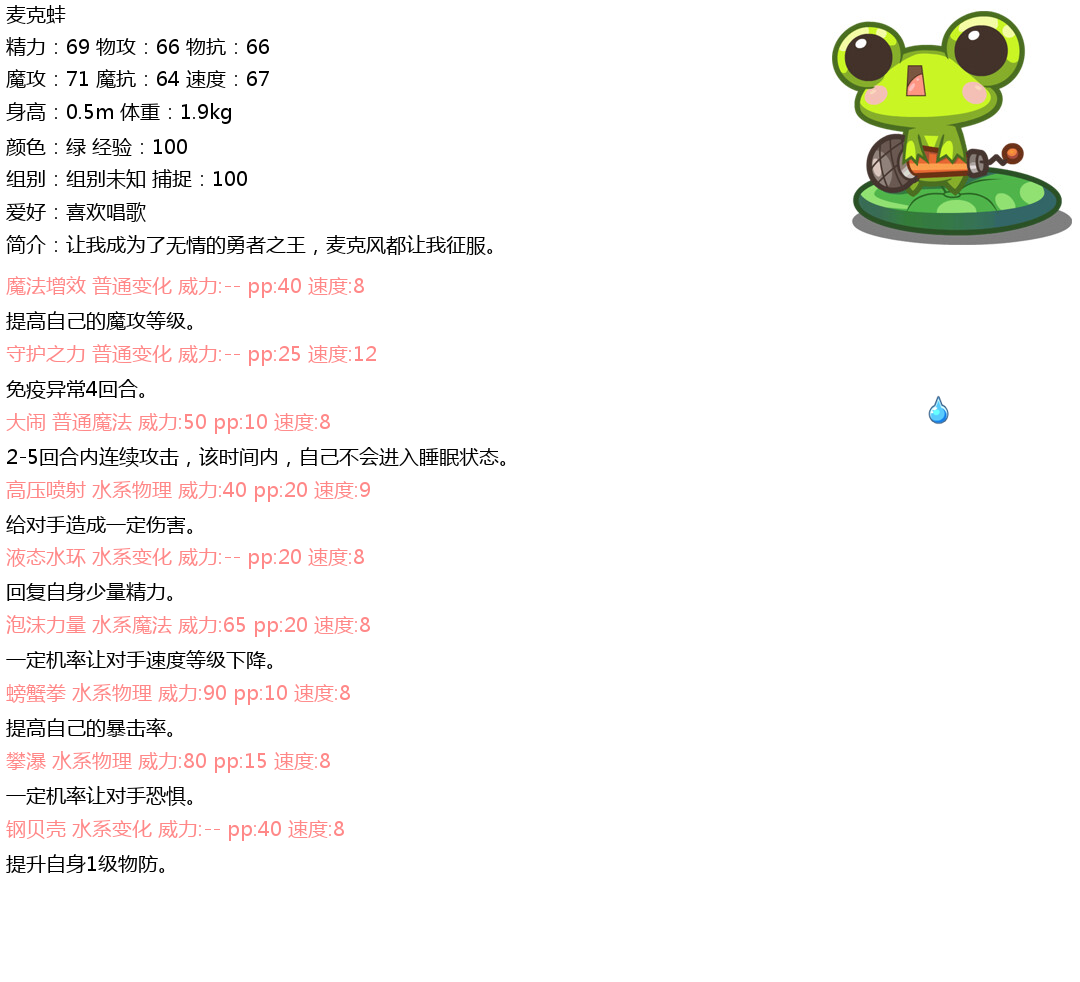 麦克蛙
精力：69 物攻：66 物抗：66
魔攻：71 魔抗：64 速度：67
身高：0.5m 体重：1.9kg
颜色：绿 经验：100
组别：组别未知 捕捉：100
爱好：喜欢唱歌
简介：让我成为了无情的勇者之王，麦克风都让我征服。
魔法增效 普通变化 威力:-- pp:40 速度:8
提高自己的魔攻等级。
守护之力 普通变化 威力:-- pp:25 速度:12
免疫异常4回合。
大闹 普通魔法 威力:50 pp:10 速度:8
2-5回合内连续攻击，该时间内，自己不会进入睡眠状态。
高压喷射 水系物理 威力:40 pp:20 速度:9
给对手造成一定伤害。
液态水环 水系变化 威力:-- pp:20 速度:8
回复自身少量精力。
泡沫力量 水系魔法 威力:65 pp:20 速度:8
一定机率让对手速度等级下降。
螃蟹拳 水系物理 威力:90 pp:10 速度:8
提高自己的暴击率。
攀瀑 水系物理 威力:80 pp:15 速度:8
一定机率让对手恐惧。
钢贝壳 水系变化 威力:-- pp:40 速度:8
提升自身1级物防。